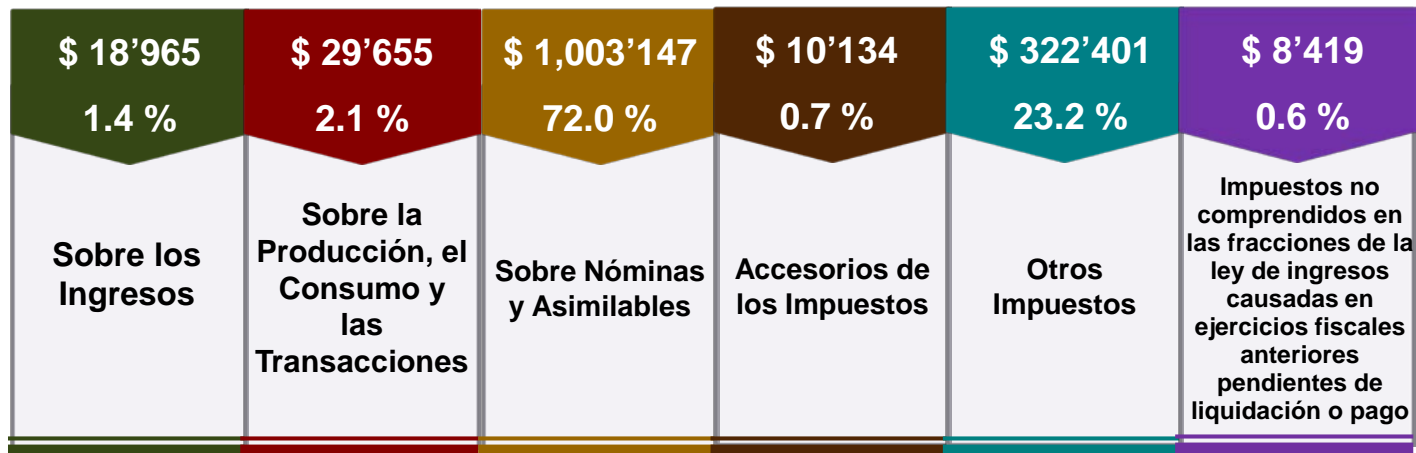 $ 18’965
1.4 %
Sobre los
Ingresos
$ 29’655
2.1 %
Sobre la
Producción, el
Consumo y
las
Transacciones
$ 1,003’147
72.0 %
Sobre Nóminas
y Asimilables
$ 10’134
0.7 %
Accesorios de
los Impuestos
$ 322’401
23.2 %
Otros
Impuestos
$ 8’419
0.6 %
Impuestos no
comprendidos en
las fracciones de la
ley de ingresos
causadas en
ejercicios fiscales
anteriores
pendientes de
liquidación o pago